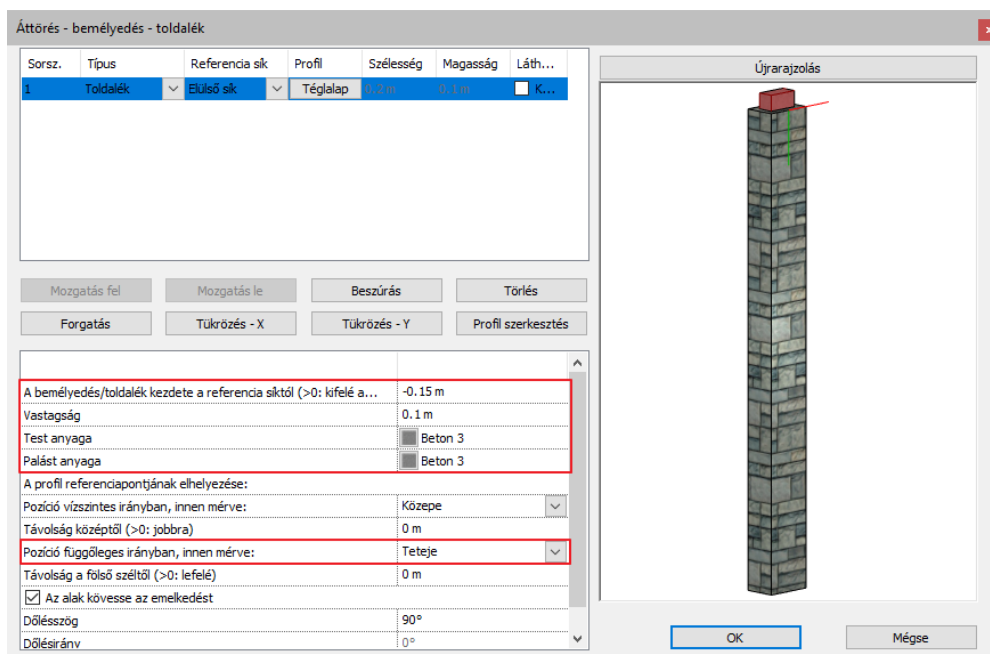 Áttörés - bemélyedés - toldalék
Sorsz. Típus Referencia sík Profil Szélesség Magasság Láth...
1 Toldalék Elülső sík Téglalap 0.2 m 0.1 m K...
Mozgatás fel Mozgatás le Beszúrás Törlés
Forgatás Tükrözés - X Tükrözés - Y Profil szerkesztés
A bemélyedés/toldalék kezdete a referencia síktól (>0: kifelé a... -0.15 m
Vastagság 0.1 m
Test anyaga Beton 3
Palást anyaga Beton 3
A profil referenciapontjának elhelyezése:
Pozíció vízszintes irányban, innen mérve: Közepe
Távolság középtől (>0: jobbra) 0 m
Pozíció függőleges irányban, innen mérve: Teteje
Távolság a fölső széltől (>0: lefelé) 0 m
Az alak kövesse az emelkedést
Dőlésszög 90°
Dőlésirány 0°
Újrarajzolás
OK Mégse